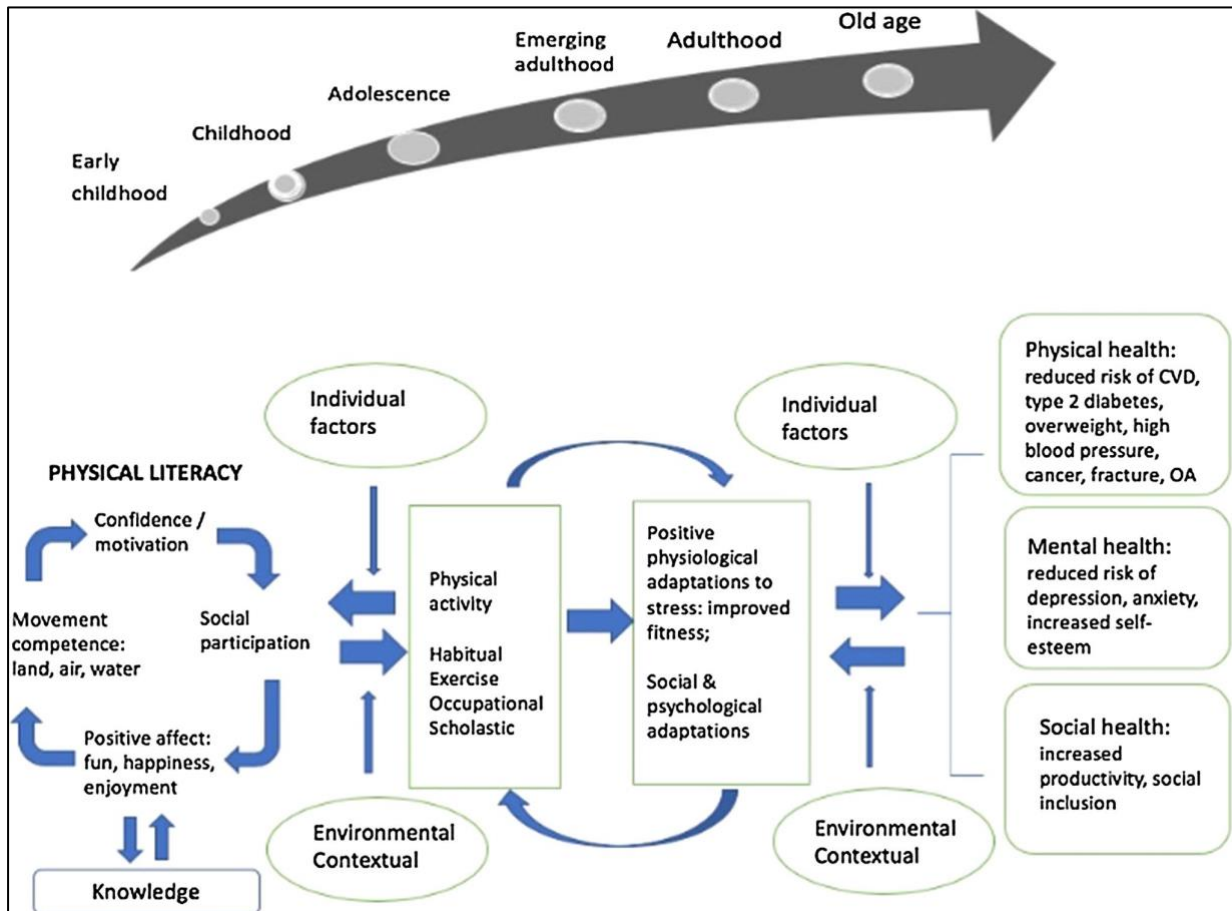 Old age
Adulthood
Emerging
adulthood
Adolescence
Childhood
Early
childhood
PHYSICAL LITERACY
Confidence /
motivation
Movement
competence:
land, air, water
Social
participation
Positive affect:
fun, happiness,
enjoyment
Knowledge
Individual
factors
Environmental
Contextual
Physical
activity
Habitual
Exercise
Occupational
Scholastic
Positive
physiological
adaptations to
stress: improved
fitness;
Social &
psychological
adaptations
Individual
factors
Environmental
Contextual
Physical health:
reduced risk of CVD,
type 2 diabetes,
overweight, high
blood pressure,
cancer, fracture, OA
Mental health:
reduced risk of
depression, anxiety,
increased self-
esteem
Social health:
increased
productivity, social
inclusion